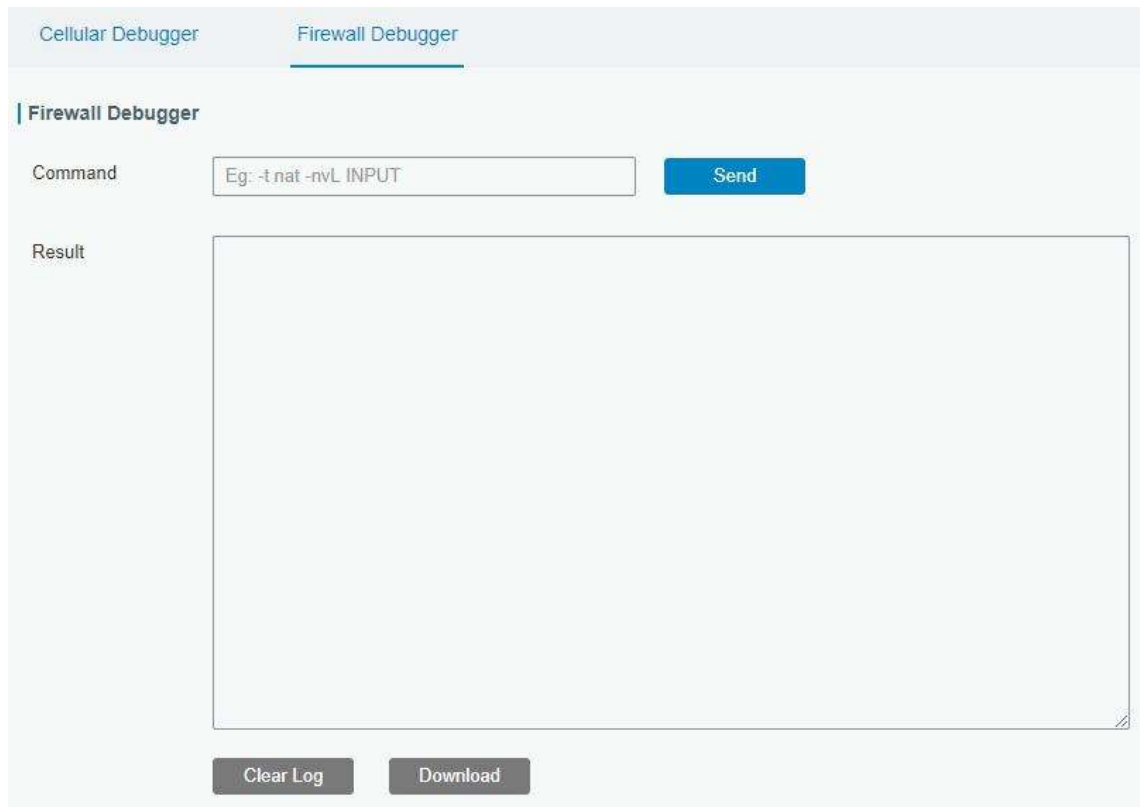 Cellular Debugger Firewall Debugger
Firewall Debugger
Command Eg: -t nat -nvL INPUT Send
Result
Clear Log Download